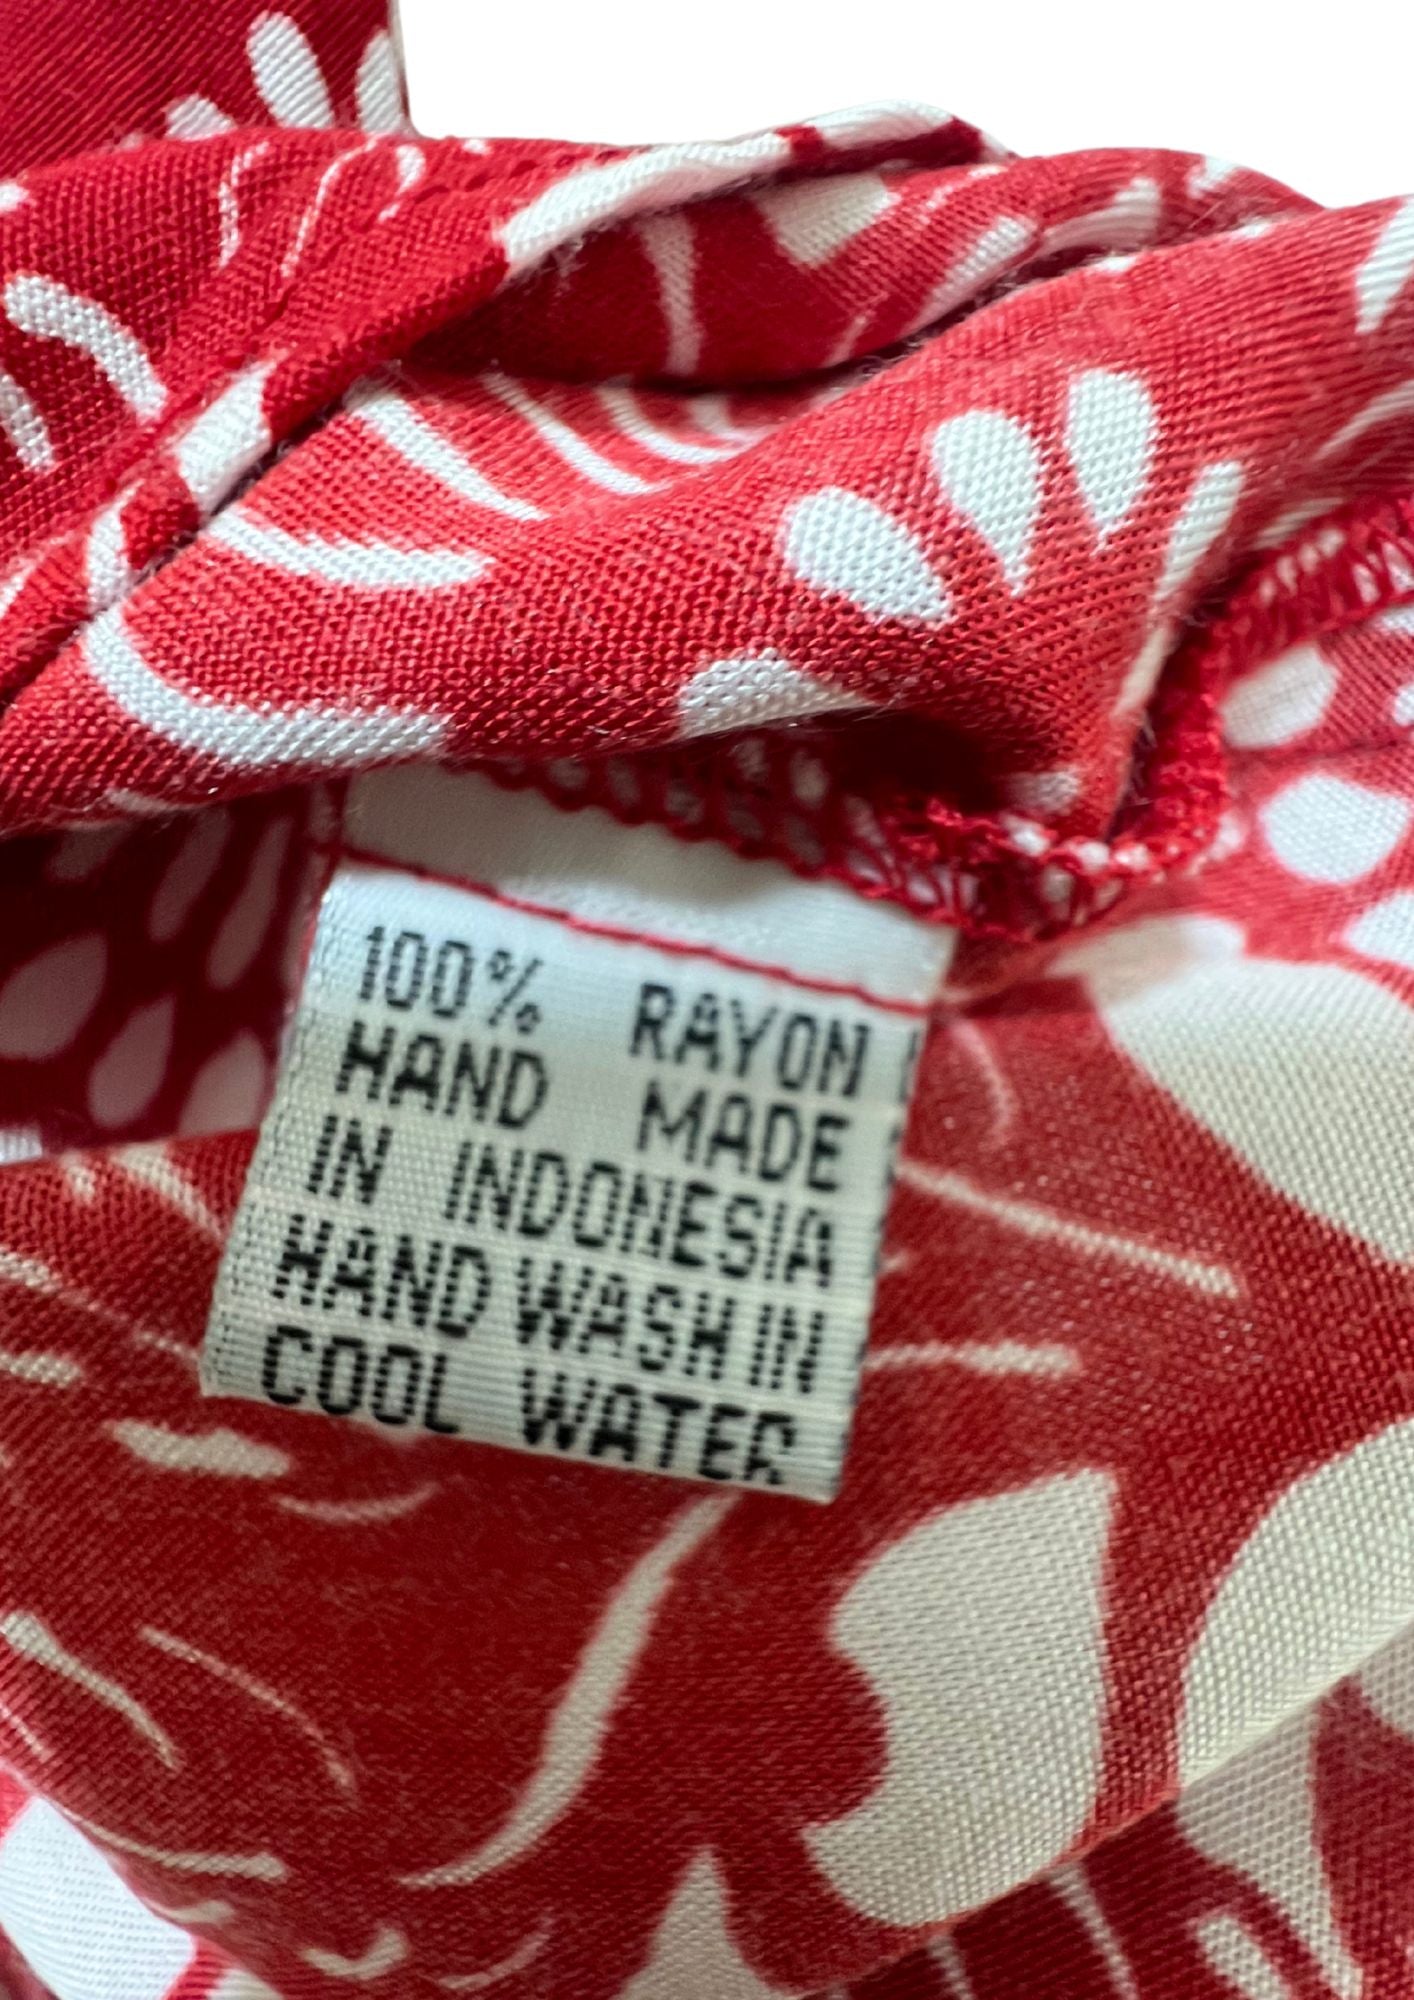 100% RAYON
HAND MADE
IN INDONESIA
HAND WASH IN
COOL WATER